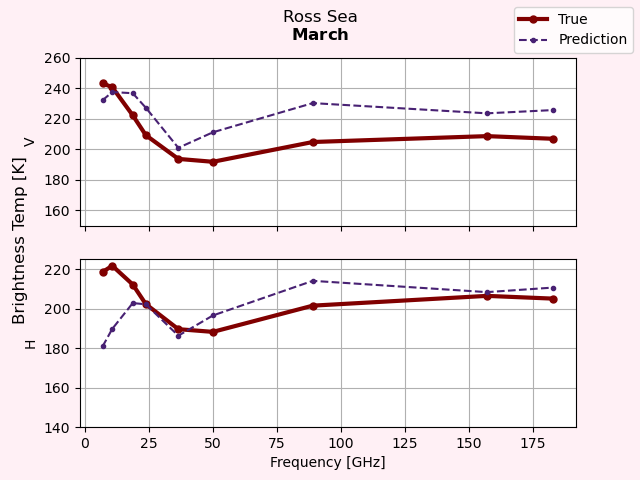 Ross Sea
March
True
Prediction
260
240
220
200
180
160
V
Brightness Temp [K]
220
200
180
160
140
H
0 25 50 75 100 125 150 175
Frequency [GHz]